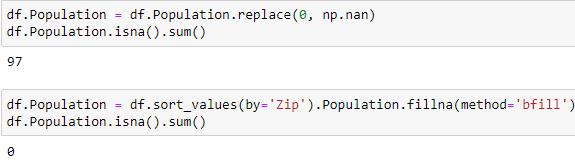 df.Population = df.Population.replace(0, np.nan)
df.Population.isna().sum()
97
df.Population = df.sort_values(by='Zip').Population.fillna(method='bfill')
df.Population.isna().sum()
0